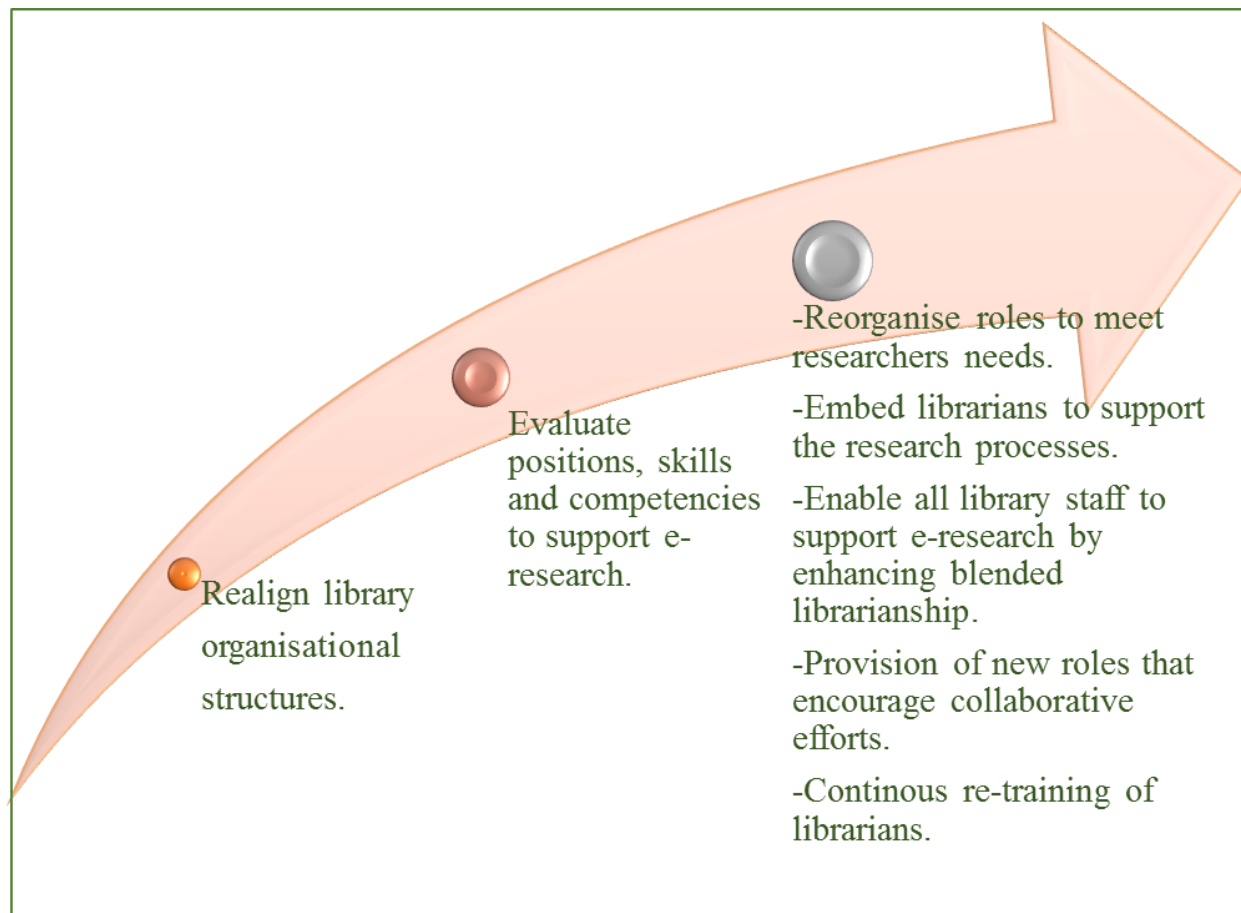 Realign library
organisational
structures.
Evaluate
positions, skills
and competencies
to support e-
research.
-Reorganise roles to meet
researchers needs.
-Embed librarians to support
the research processes.
-Enable all library staff to
support e-research by
enhancing blended
librarianship.
-Provision of new roles that
encourage collaborative
efforts.
-Continous re-training of
librarians.